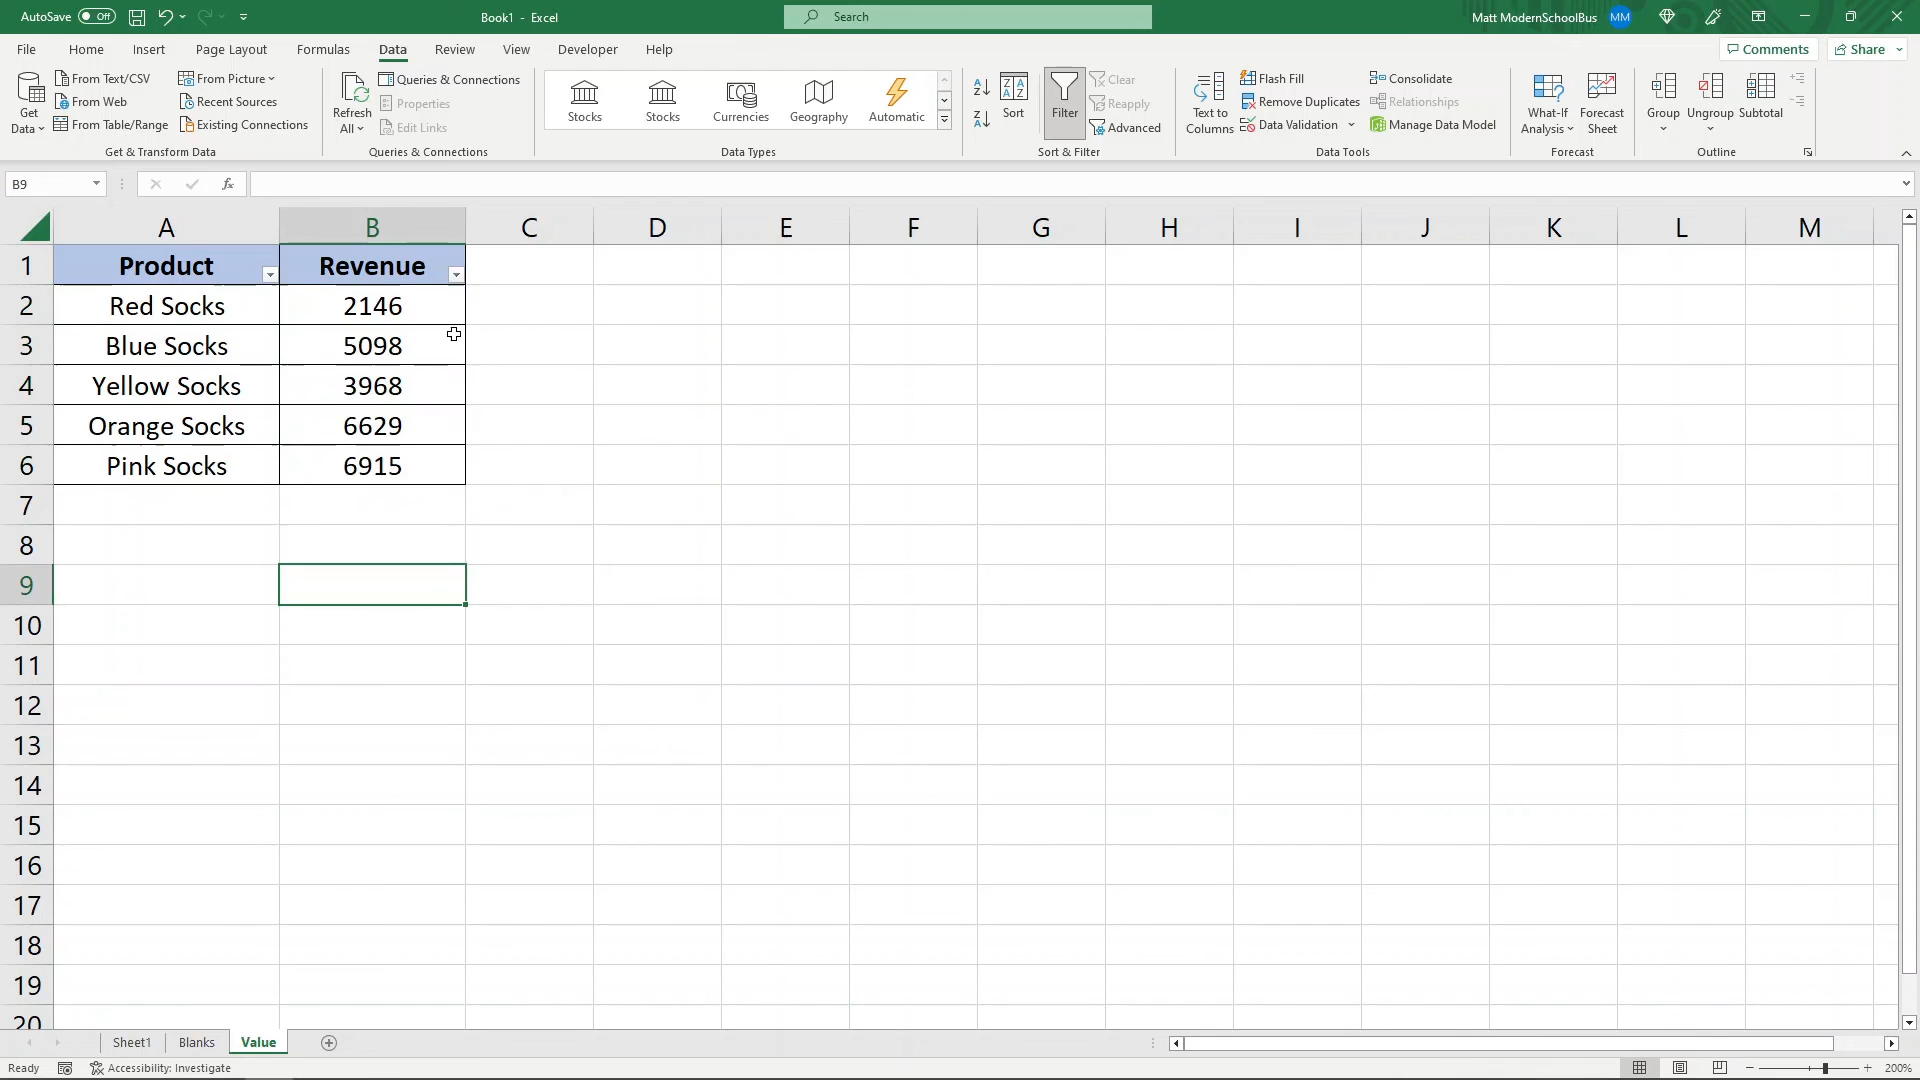 AutoSave Off Book1 - Excel Search Matt ModernSchoolBus MM
File Home Insert Page Layout Formulas Data Review View Developer Help Comments Share
Get Data
From Text/CSV
From Web
From Table/Range
From Picture
Recent Sources
Existing Connections
Get & Transform Data
Refresh All
Queries & Connections
Properties
Edit Links
Queries & Connections
Stocks Stocks Currencies Geography Automatic
Data Types
Sort
Filter
Clear
Reapply
Advanced
Sort & Filter
Text to Columns
Flash Fill
Remove Duplicates
Data Validation
Consolidate
Relationships
Manage Data Model
Data Tools
What-If Analysis
Forecast Sheet
Forecast
Group Ungroup Subtotal
Outline
B9 fx
A B C D E F G H I J K L M
1 Product Revenue
2 Red Socks 2146
3 Blue Socks 5098
4 Yellow Socks 3968
5 Orange Socks 6629
6 Pink Socks 6915
7
8
9
10
11
12
13
14
15
16
17
18
19
20
Sheet1 Blanks Value
Ready Accessibility: Investigate 200%